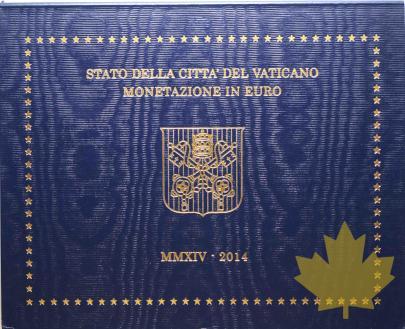 STATO DELLA CITTA' DEL VATICANO
MONETAZIONE IN EURO
MMXIV · 2014